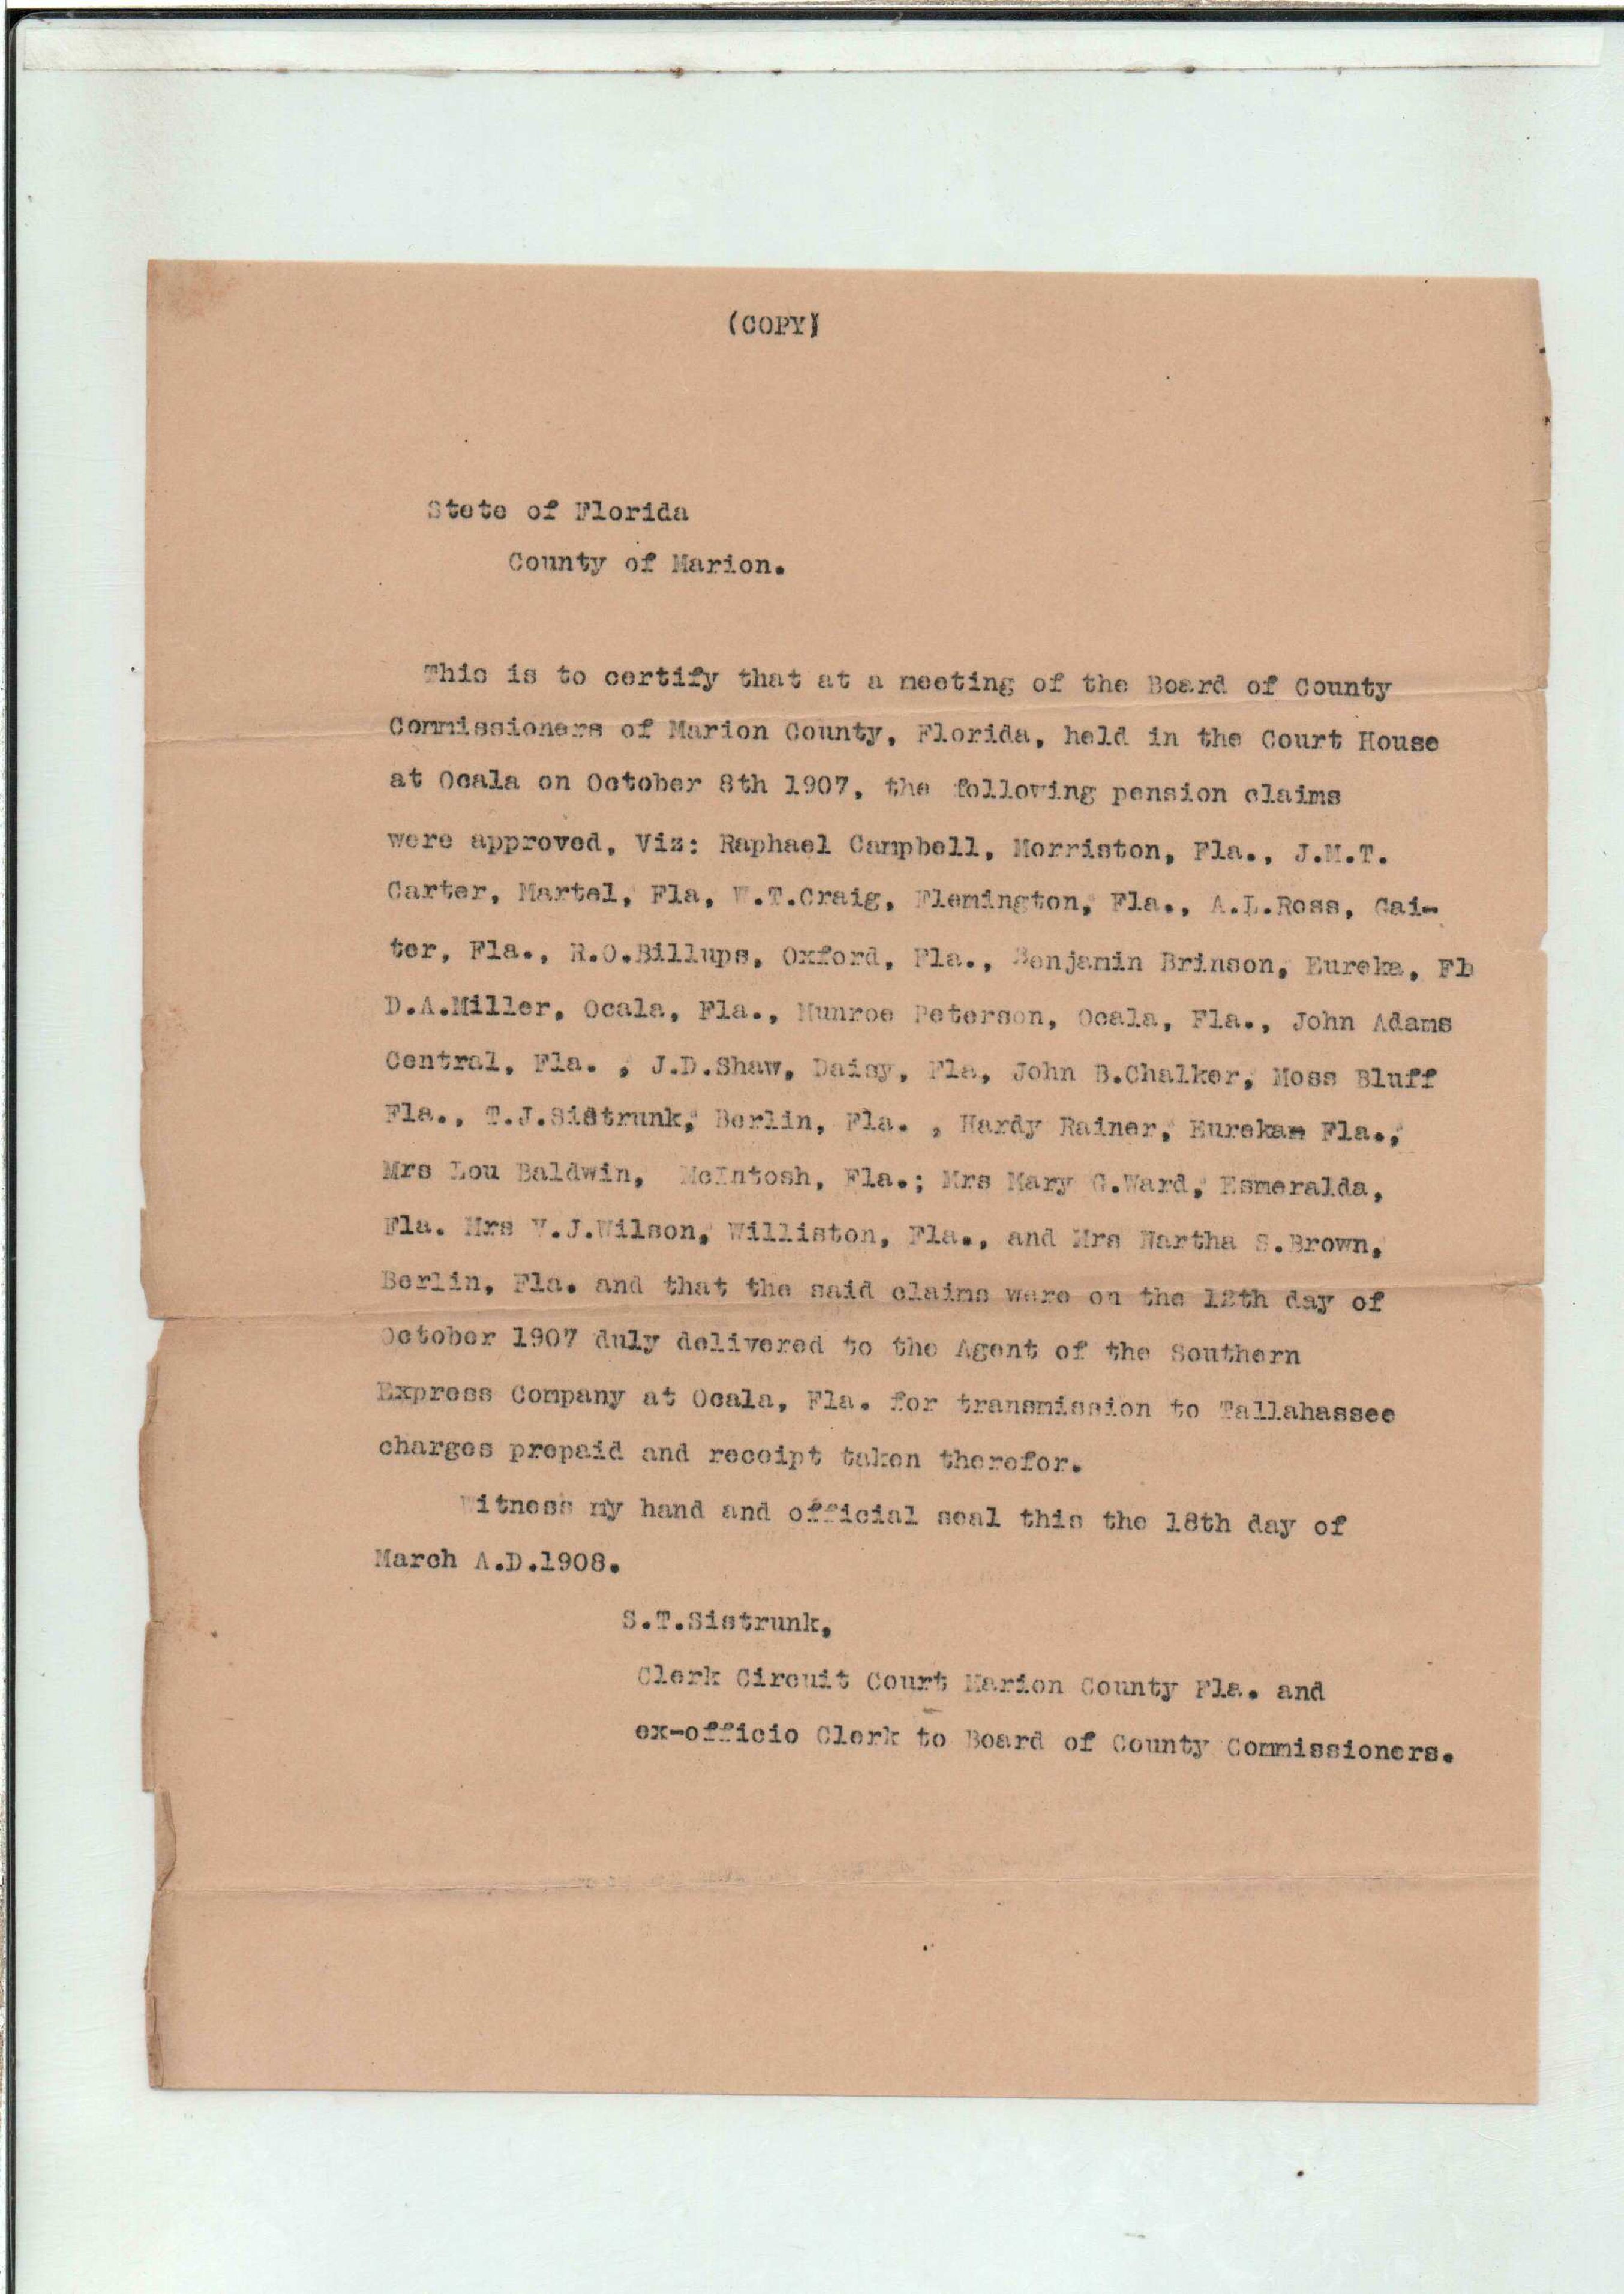 (COPY)
State of Florida
County of Marion.
This is to certify that at a meeting of the Board of County
Commissioners of Marion County, Florida, held in the Court House
at Ocala on October 8th 1907, the following pension claims
were approved, Viz: Raphael Campbell, Morriston, Fla., J.M.T.
Carter, Martel, Fla, W.T.Craig, Flemington, Fla., A.L.Ross, Gai-
ter, Fla., R.O.Billups, Oxford, Fla., Benjamin Brinson, Eureka, Fl
D.A.Miller, Ocala, Fla., Munroe Peterson, Ocala, Fla., John Adams
Central, Fla. , J.D.Shaw, Daisy, Fla, John B.Chalker, Moss Bluff
Fla., T.J.Sistrunk, Berlin, Fla. , Hardy Rainer, Eureka Fla.,
Mrs Lou Baldwin, McIntosh, Fla.; Mrs Mary G.Ward, Esmeralda,
Fla. Mrs V.J.Wilson, Williston, Fla., and Mrs Martha S.Brown,
Berlin, Fla. and that the said claims were on the 12th day of
October 1907 duly delivered to the Agent of the Southern
Express Company at Ocala, Fla. for transmission to Tallahassee
charges prepaid and receipt taken therefor.
Witness my hand and official seal this the 18th day of
March A.D.1908.
S.T.Sistrunk,
Clerk Circuit Court Marion County Fla. and
ex-officio Clerk to Board of County Commissioners.